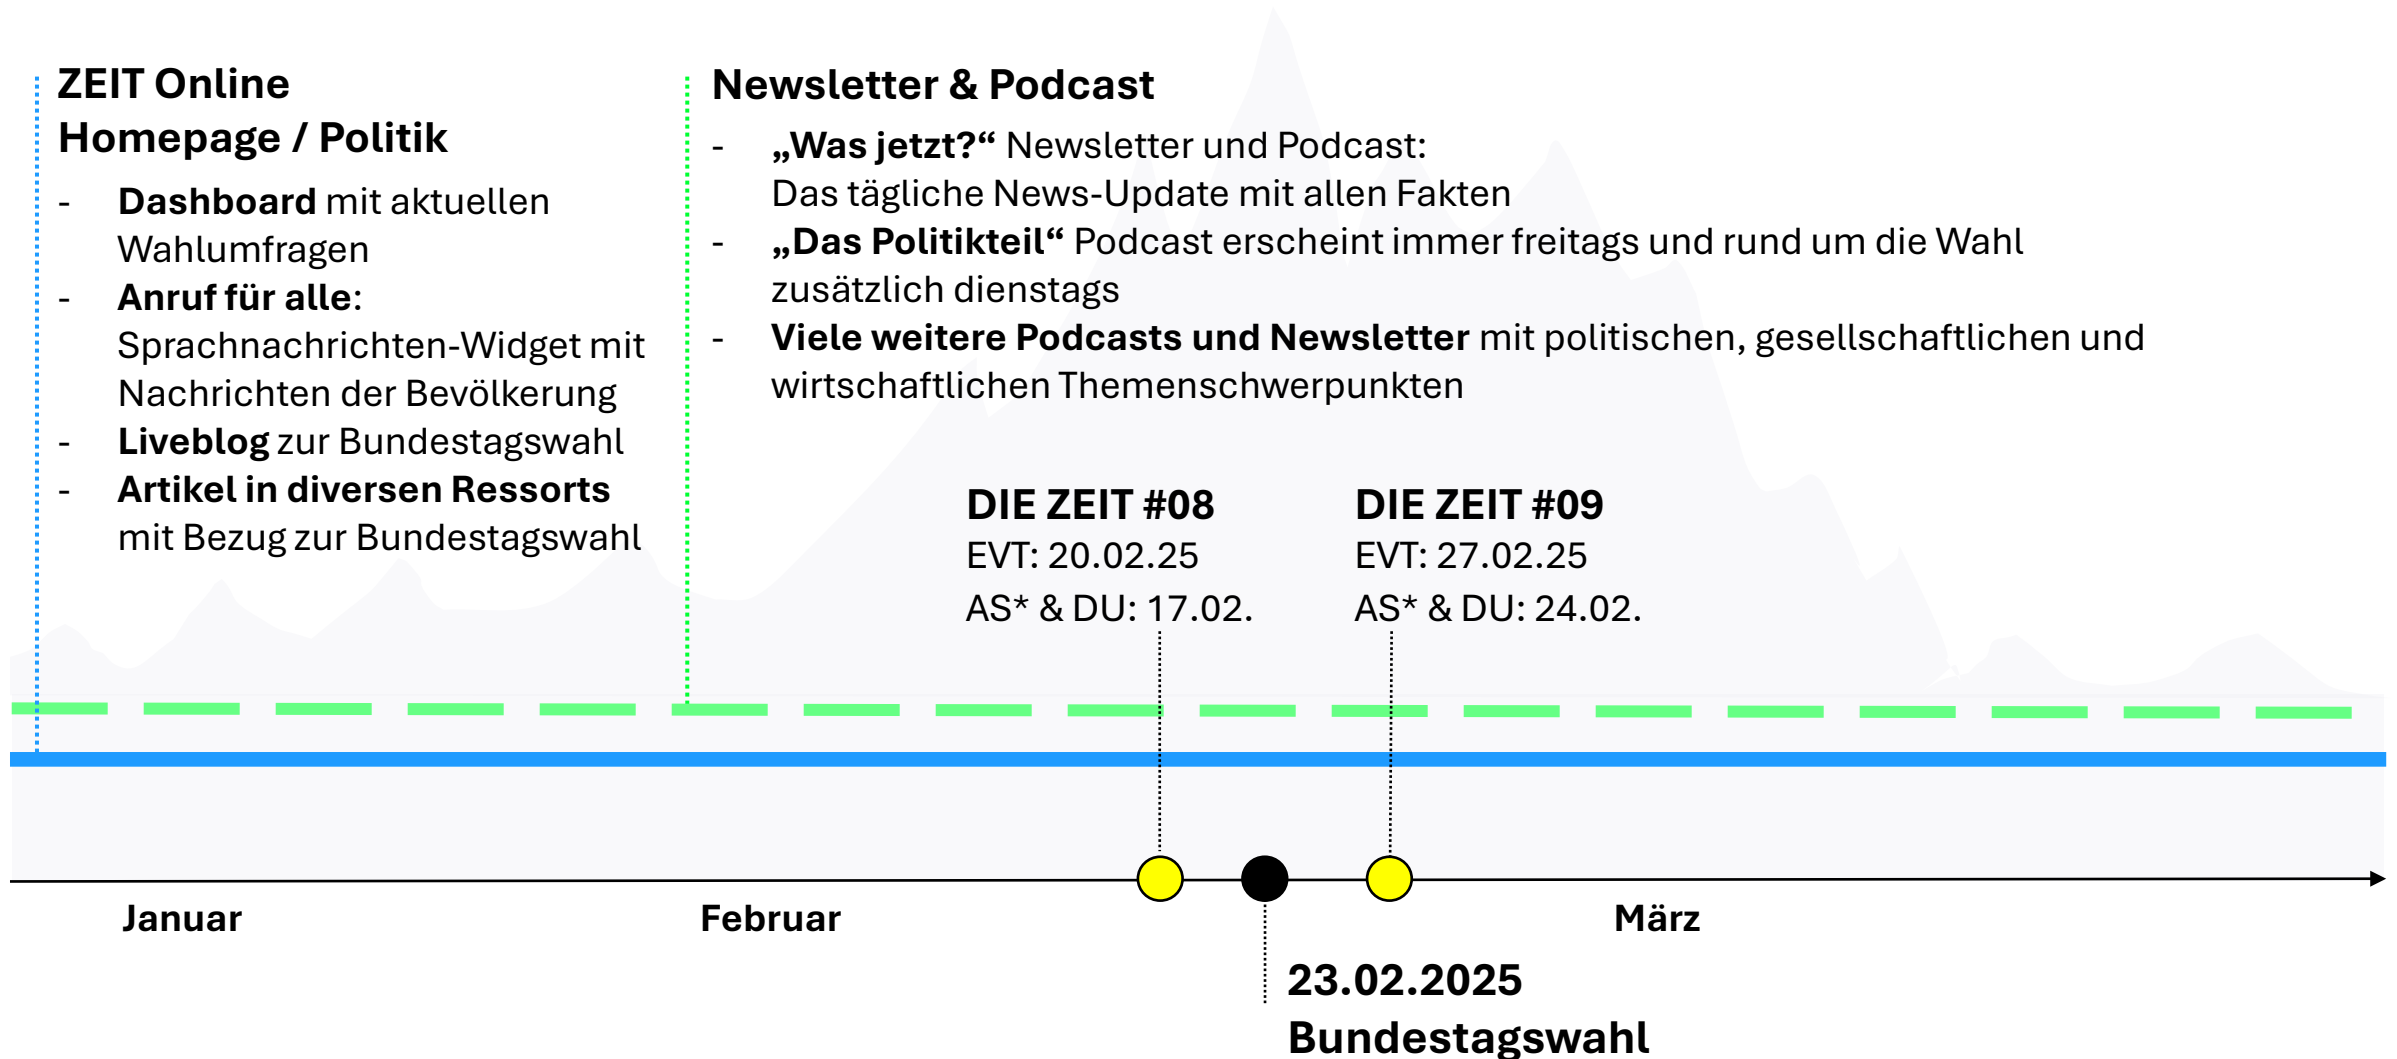 ZEIT Online
Homepage / Politik
- Dashboard mit aktuellen
Wahlumfragen
- Anruf für alle:
Sprachnachrichten-Widget mit
Nachrichten der Bevölkerung
- Liveblog zur Bundestagswahl
- Artikel in diversen Ressorts
mit Bezug zur Bundestagswahl
Newsletter & Podcast
- „Was jetzt?“ Newsletter und Podcast:
Das tägliche News-Update mit allen Fakten
- „Das Politikteil“ Podcast erscheint immer freitags und rund um die Wahl
zusätzlich dienstags
- Viele weitere Podcasts und Newsletter mit politischen, gesellschaftlichen und
wirtschaftlichen Themenschwerpunkten
DIE ZEIT #08
EVT: 20.02.25
AS* & DU: 17.02.
DIE ZEIT #09
EVT: 27.02.25
AS* & DU: 24.02.
Januar
Februar
März
23.02.2025
Bundestagswahl